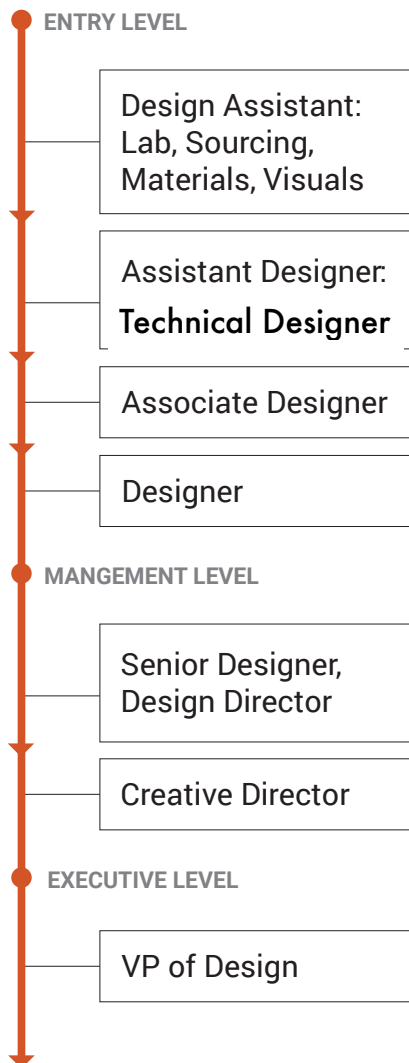 ENTRY LEVEL
Design Assistant:
Lab, Sourcing,
Materials, Visuals
Assistant Designer:
Technical Designer
Associate Designer
Designer
MANGEMENT LEVEL
Senior Designer,
Design Director
Creative Director
EXECUTIVE LEVEL
VP of Design